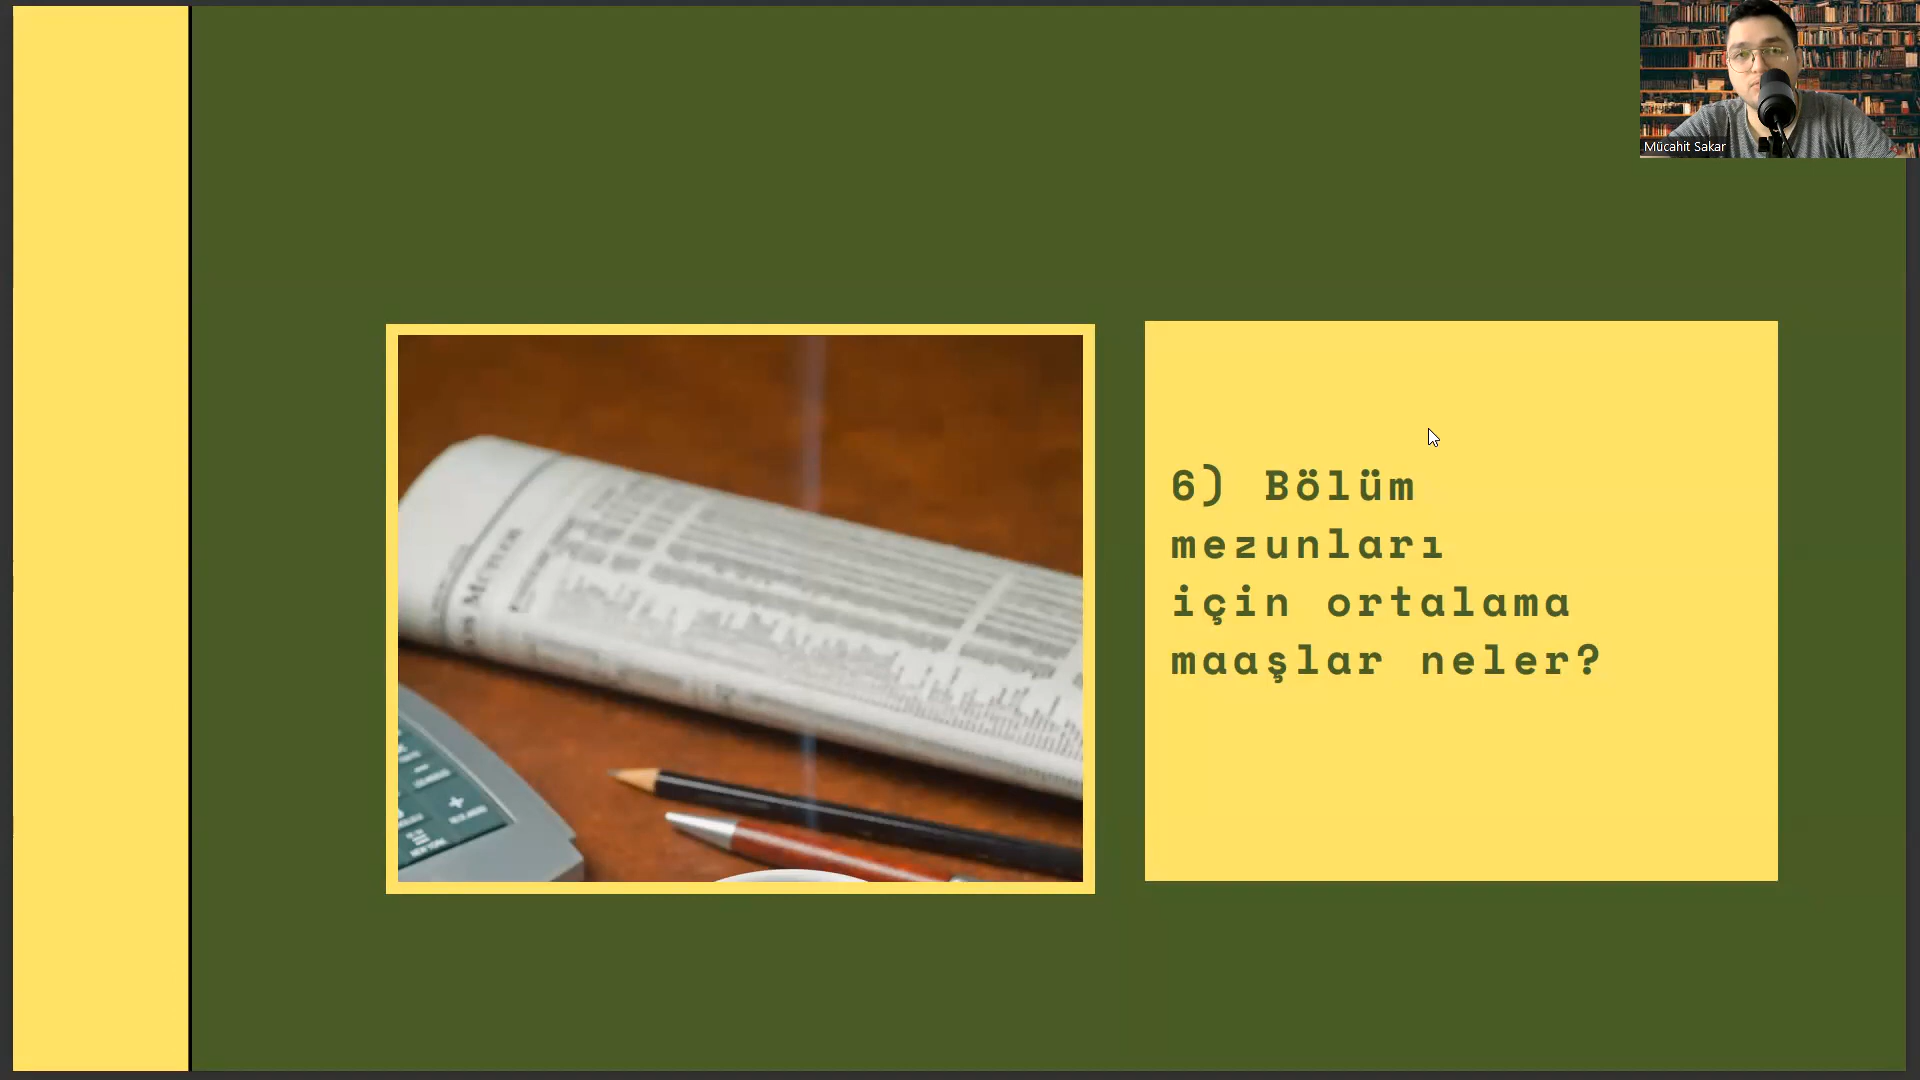 Mücahit Sakar
6) Bölüm
mezunları
için ortalama
maaşlar neler?